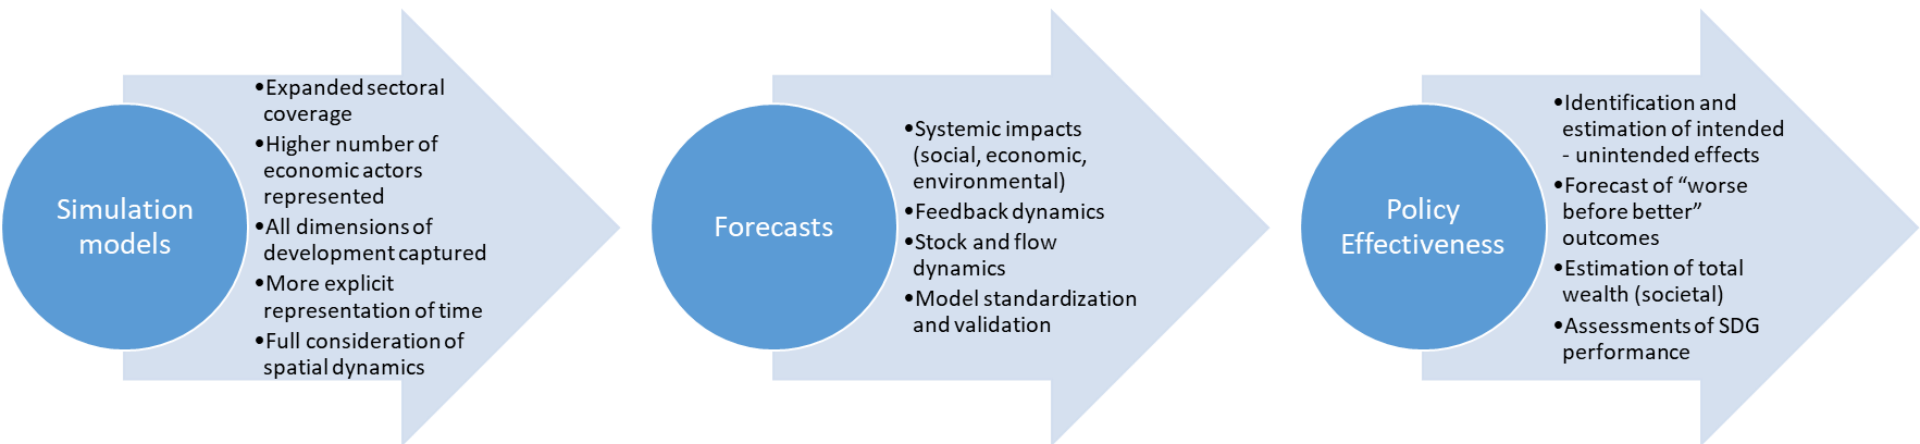 Simulation
models
•Expanded sectoral
coverage
•Higher number of
economic actors
represented
•All dimensions of
development captured
•More explicit
representation of time
•Full consideration of
spatial dynamics
Forecasts
•Systemic impacts
(social, economic,
environmental)
•Feedback dynamics
•Stock and flow
dynamics
•Model standardization
and validation
Policy
Effectiveness
•Identification and
estimation of intended
- unintended effects
•Forecast of “worse
before better”
outcomes
•Estimation of total
wealth (societal)
•Assessments of SDG
performance